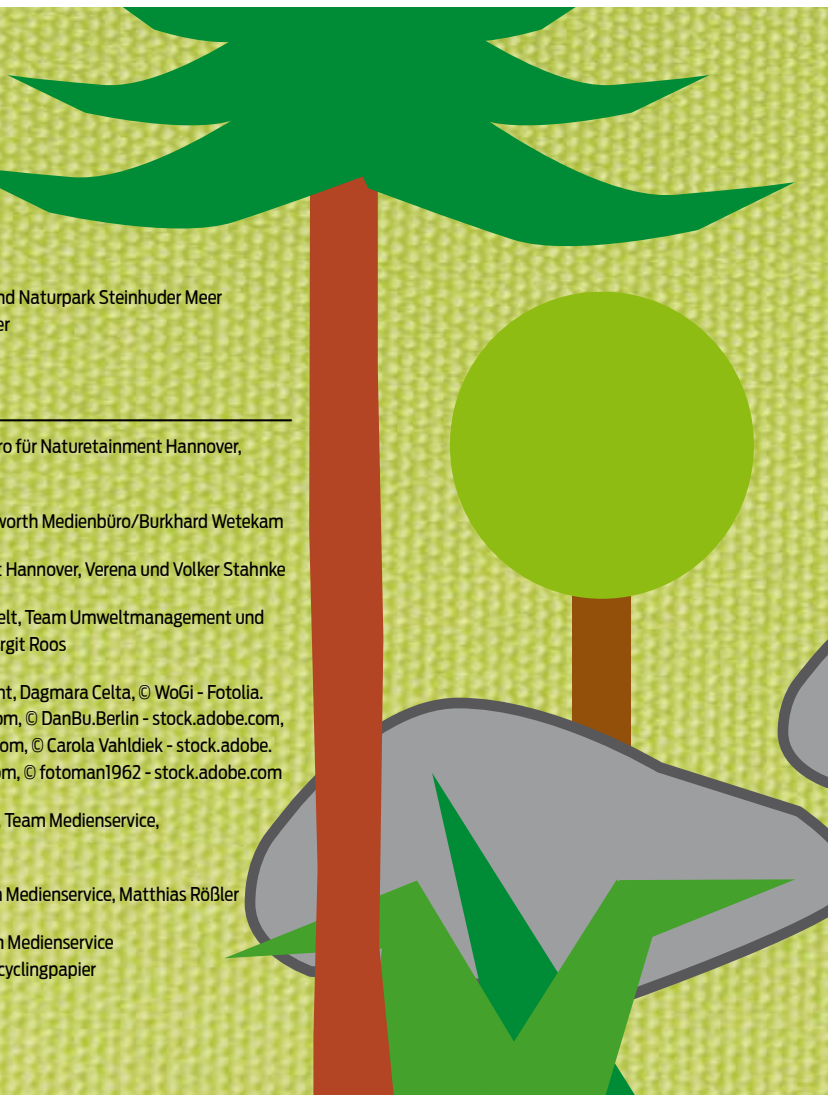 nd Naturpark Steinhuder Meer
er
ro für Naturetainment Hannover,
worth Medienbüro/Burkhard Wetekam
t Hannover, Verena und Volker Stahnke
elt, Team Umweltmanagement und
rgit Roos
nt, Dagmara Celta, © WoGi - Fotolia.
om, © DanBu.Berlin - stock.adobe.com,
om, © Carola Vahldiek - stock.adobe.
om, © fotoman1962 - stock.adobe.com
, Team Medienservice,
n Medienservice, Matthias Rößler
n Medienservice
cyclingpapier